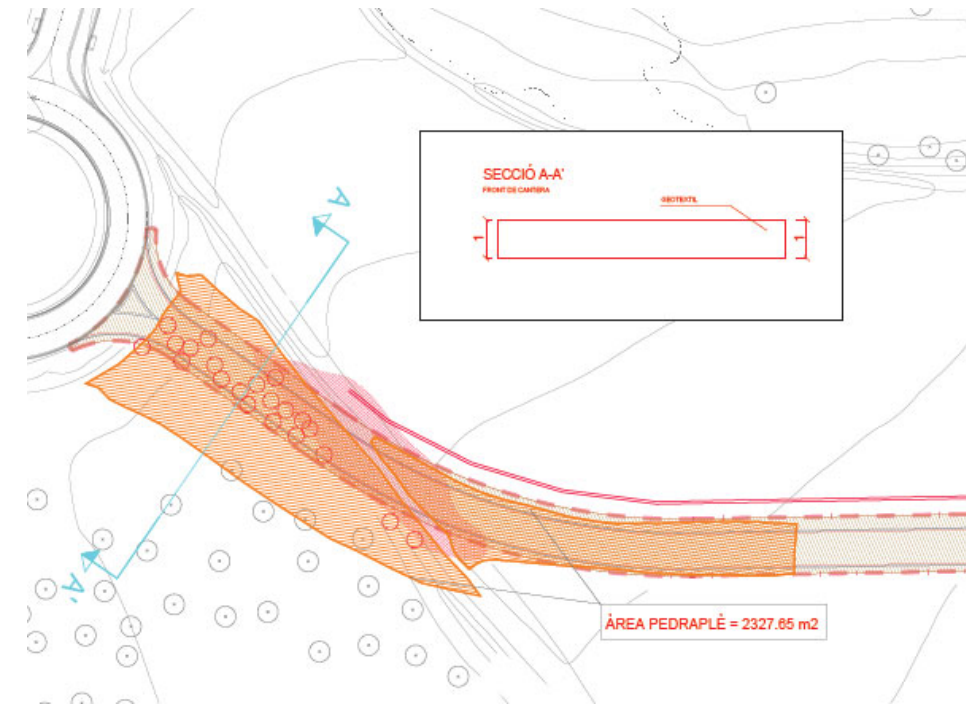 SECCIÓ A-A'
FRONT DE CANTERA
GEOTEXTIL
1
1
A
A'
ÀREA PEDRAPLÈ = 2327.65 m2